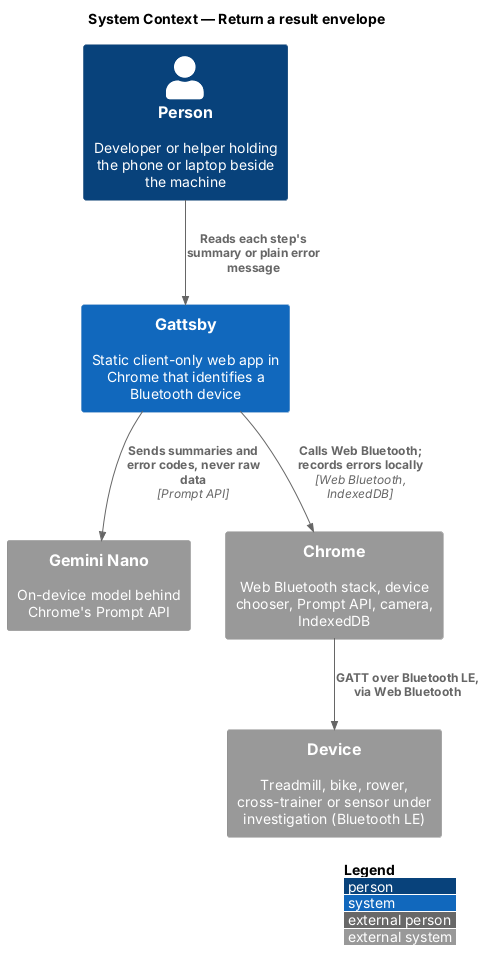 System Context — Return a result envelope
Person
Developer or helper holding
the phone or laptop beside
the machine
Reads each step's
summary or plain error
message
Gattsby
Static client-only web app in
Chrome that identifies a
Bluetooth device
Sends summaries and
error codes, never raw
data
[Prompt API]
Calls Web Bluetooth;
records errors locally
[Web Bluetooth,
IndexedDB]
Gemini Nano
On-device model behind
Chrome's Prompt API
Chrome
Web Bluetooth stack, device
chooser, Prompt API, camera,
IndexedDB
GATT over Bluetooth LE,
via Web Bluetooth
Device
Treadmill, bike, rower,
cross-trainer or sensor under
investigation (Bluetooth LE)
Legend
person
system
external person
external system